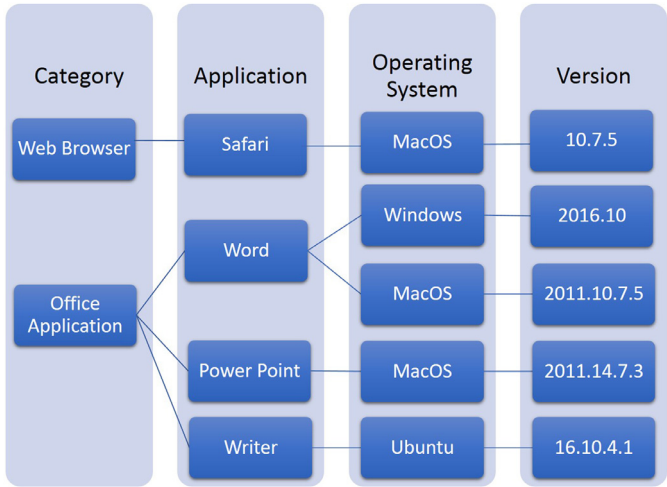 Category
Application
Operating
System
Version
Web Browser
Safari
MacOS
10.7.5
Office
Application
Word
Windows
2016.10
MacOS
2011.10.7.5
Power Point
MacOS
2011.14.7.3
Writer
Ubuntu
16.10.4.1